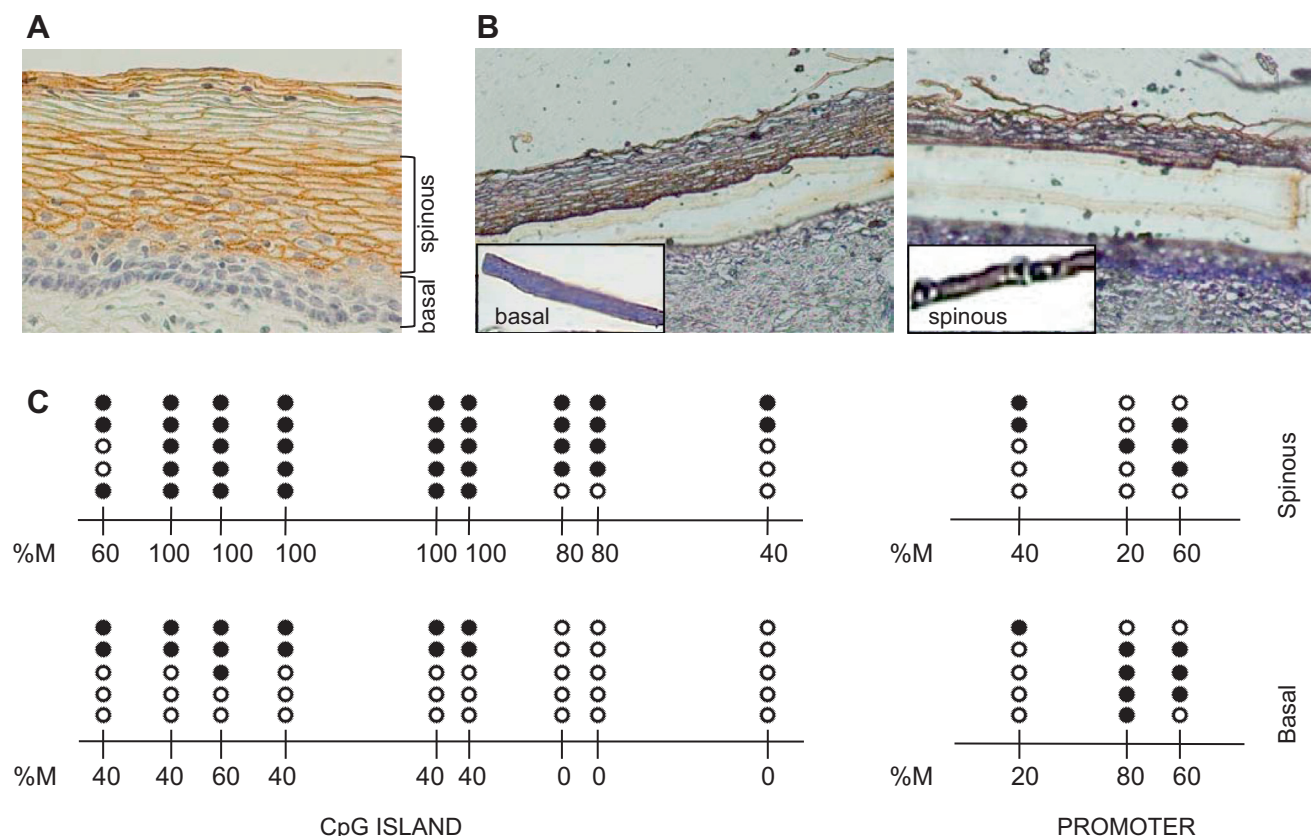 A
B
spinous
basal
basal
spinous
C
Spinous
%M 60 100 100 100 100 100 80 80 40
%M 40 20 60
Basal
%M 40 40 60 40 40 40 0 0 0
%M 20 80 60
CpG ISLAND
PROMOTER